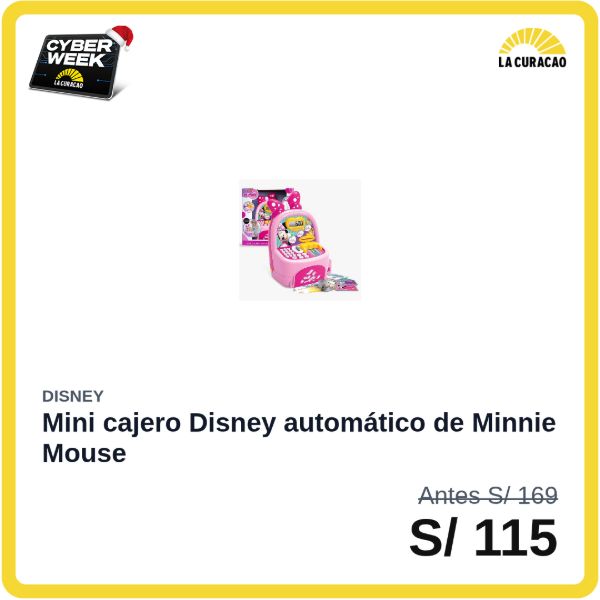 CYBER
WEEK
LA CURACAO
LA CURACAO
DISNEY
Mini cajero Disney automático de Minnie
Mouse
Antes S/ 169
S/ 115